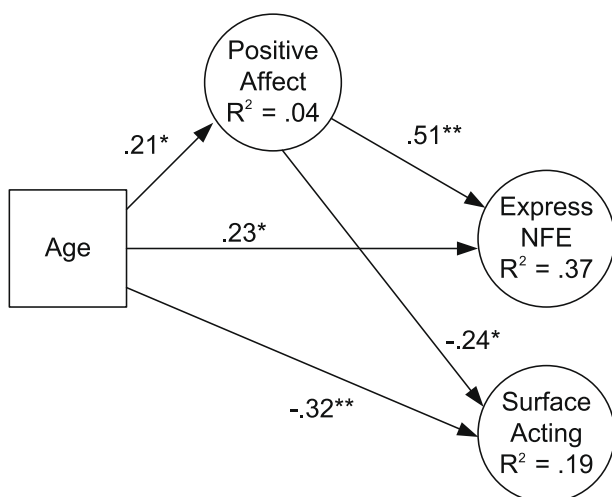 Positive
Affect
R² = .04
.21*
.51**
Age
.23*
Express
NFE
R² = .37
-.24*
-.32**
Surface
Acting
R² = .19